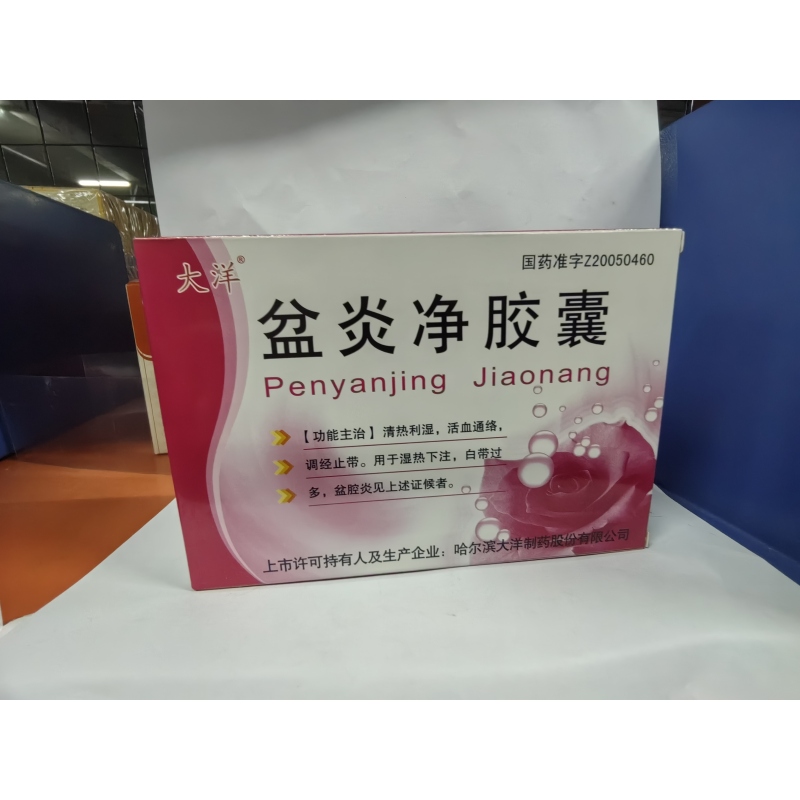 大洋®
国药准字Z20050460
盆炎净胶囊
Penyanjing Jiaonang
【功能主治】清热利湿，活血通络，
调经止带。用于湿热下注，白带过
多，盆腔炎见上述证候者。
上市许可持有人及生产企业：哈尔滨大洋制药股份有限公司